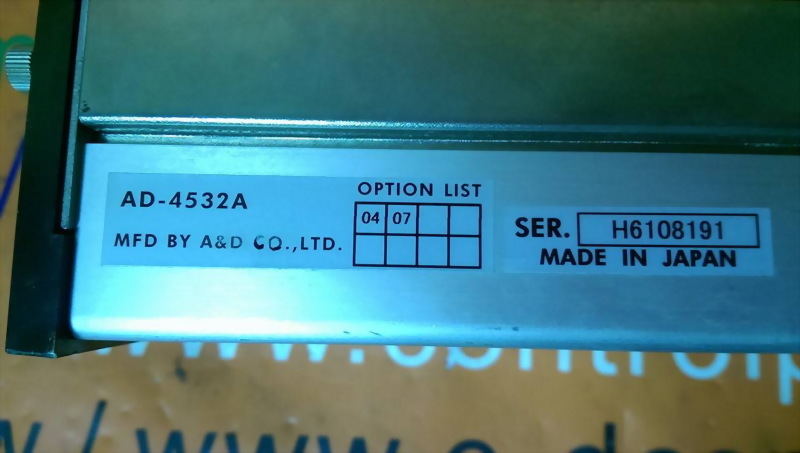 AD-4532A
MFD BY A&D CO.,LTD.
OPTION LIST
04 07
SER. H6108191
MADE IN JAPAN